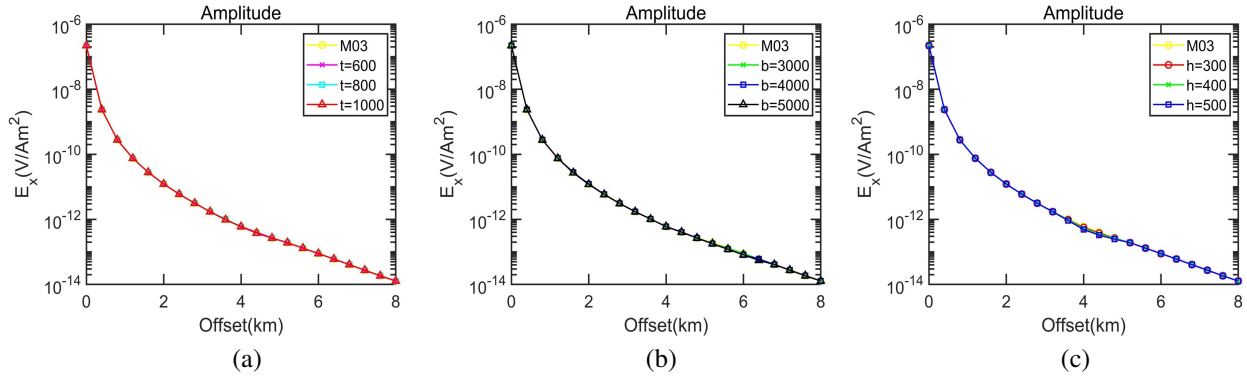 Amplitude
10^-6
10^-8
10^-10
10^-12
10^-14
E_x(V/Am^2)
0 2 4 6 8
Offset(km)
M03
t=600
t=800
t=1000
(a)
Amplitude
10^-6
10^-8
10^-10
10^-12
10^-14
E_x(V/Am^2)
0 2 4 6 8
Offset(km)
M03
b=3000
b=4000
b=5000
(b)
Amplitude
10^-6
10^-8
10^-10
10^-12
10^-14
E_x(V/Am^2)
0 2 4 6 8
Offset(km)
M03
h=300
h=400
h=500
(c)